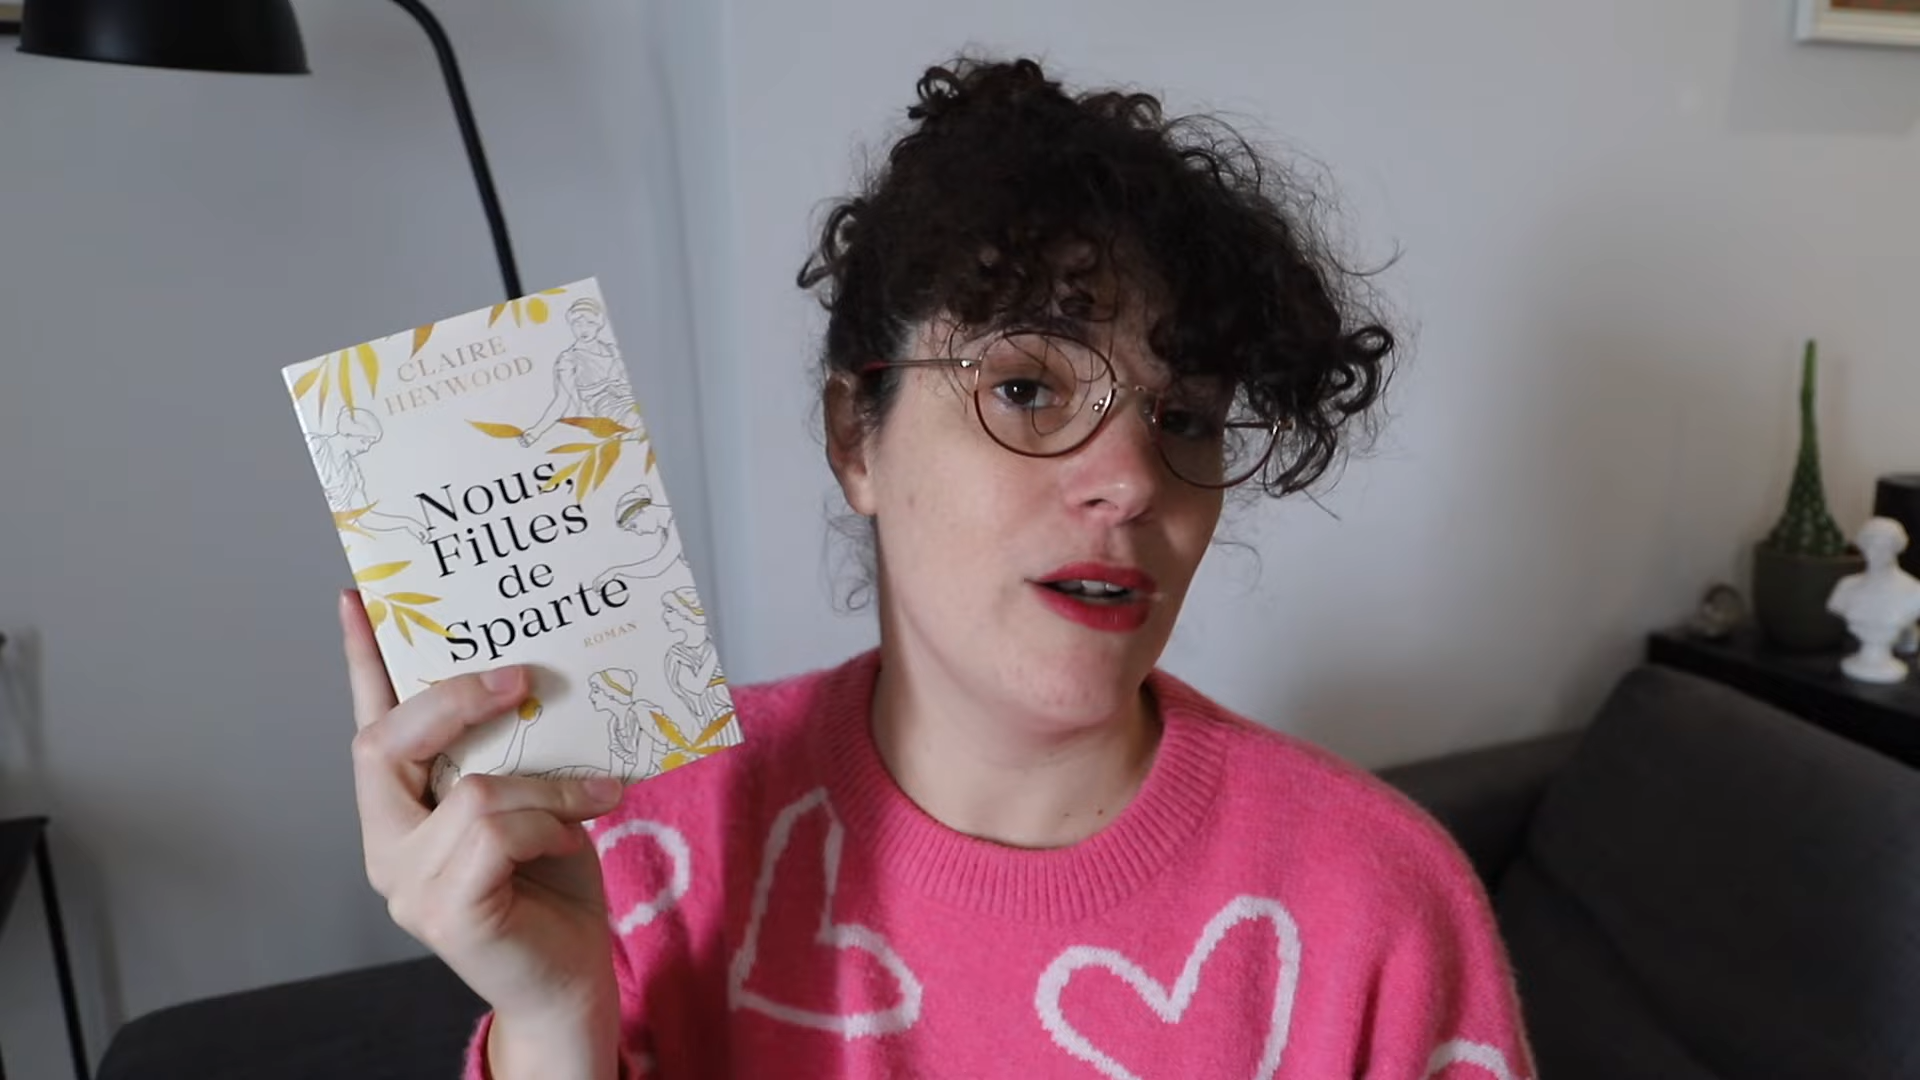 CLAIRE
HEYWOOD
Nous,
Filles
de
Sparte
ROMAN